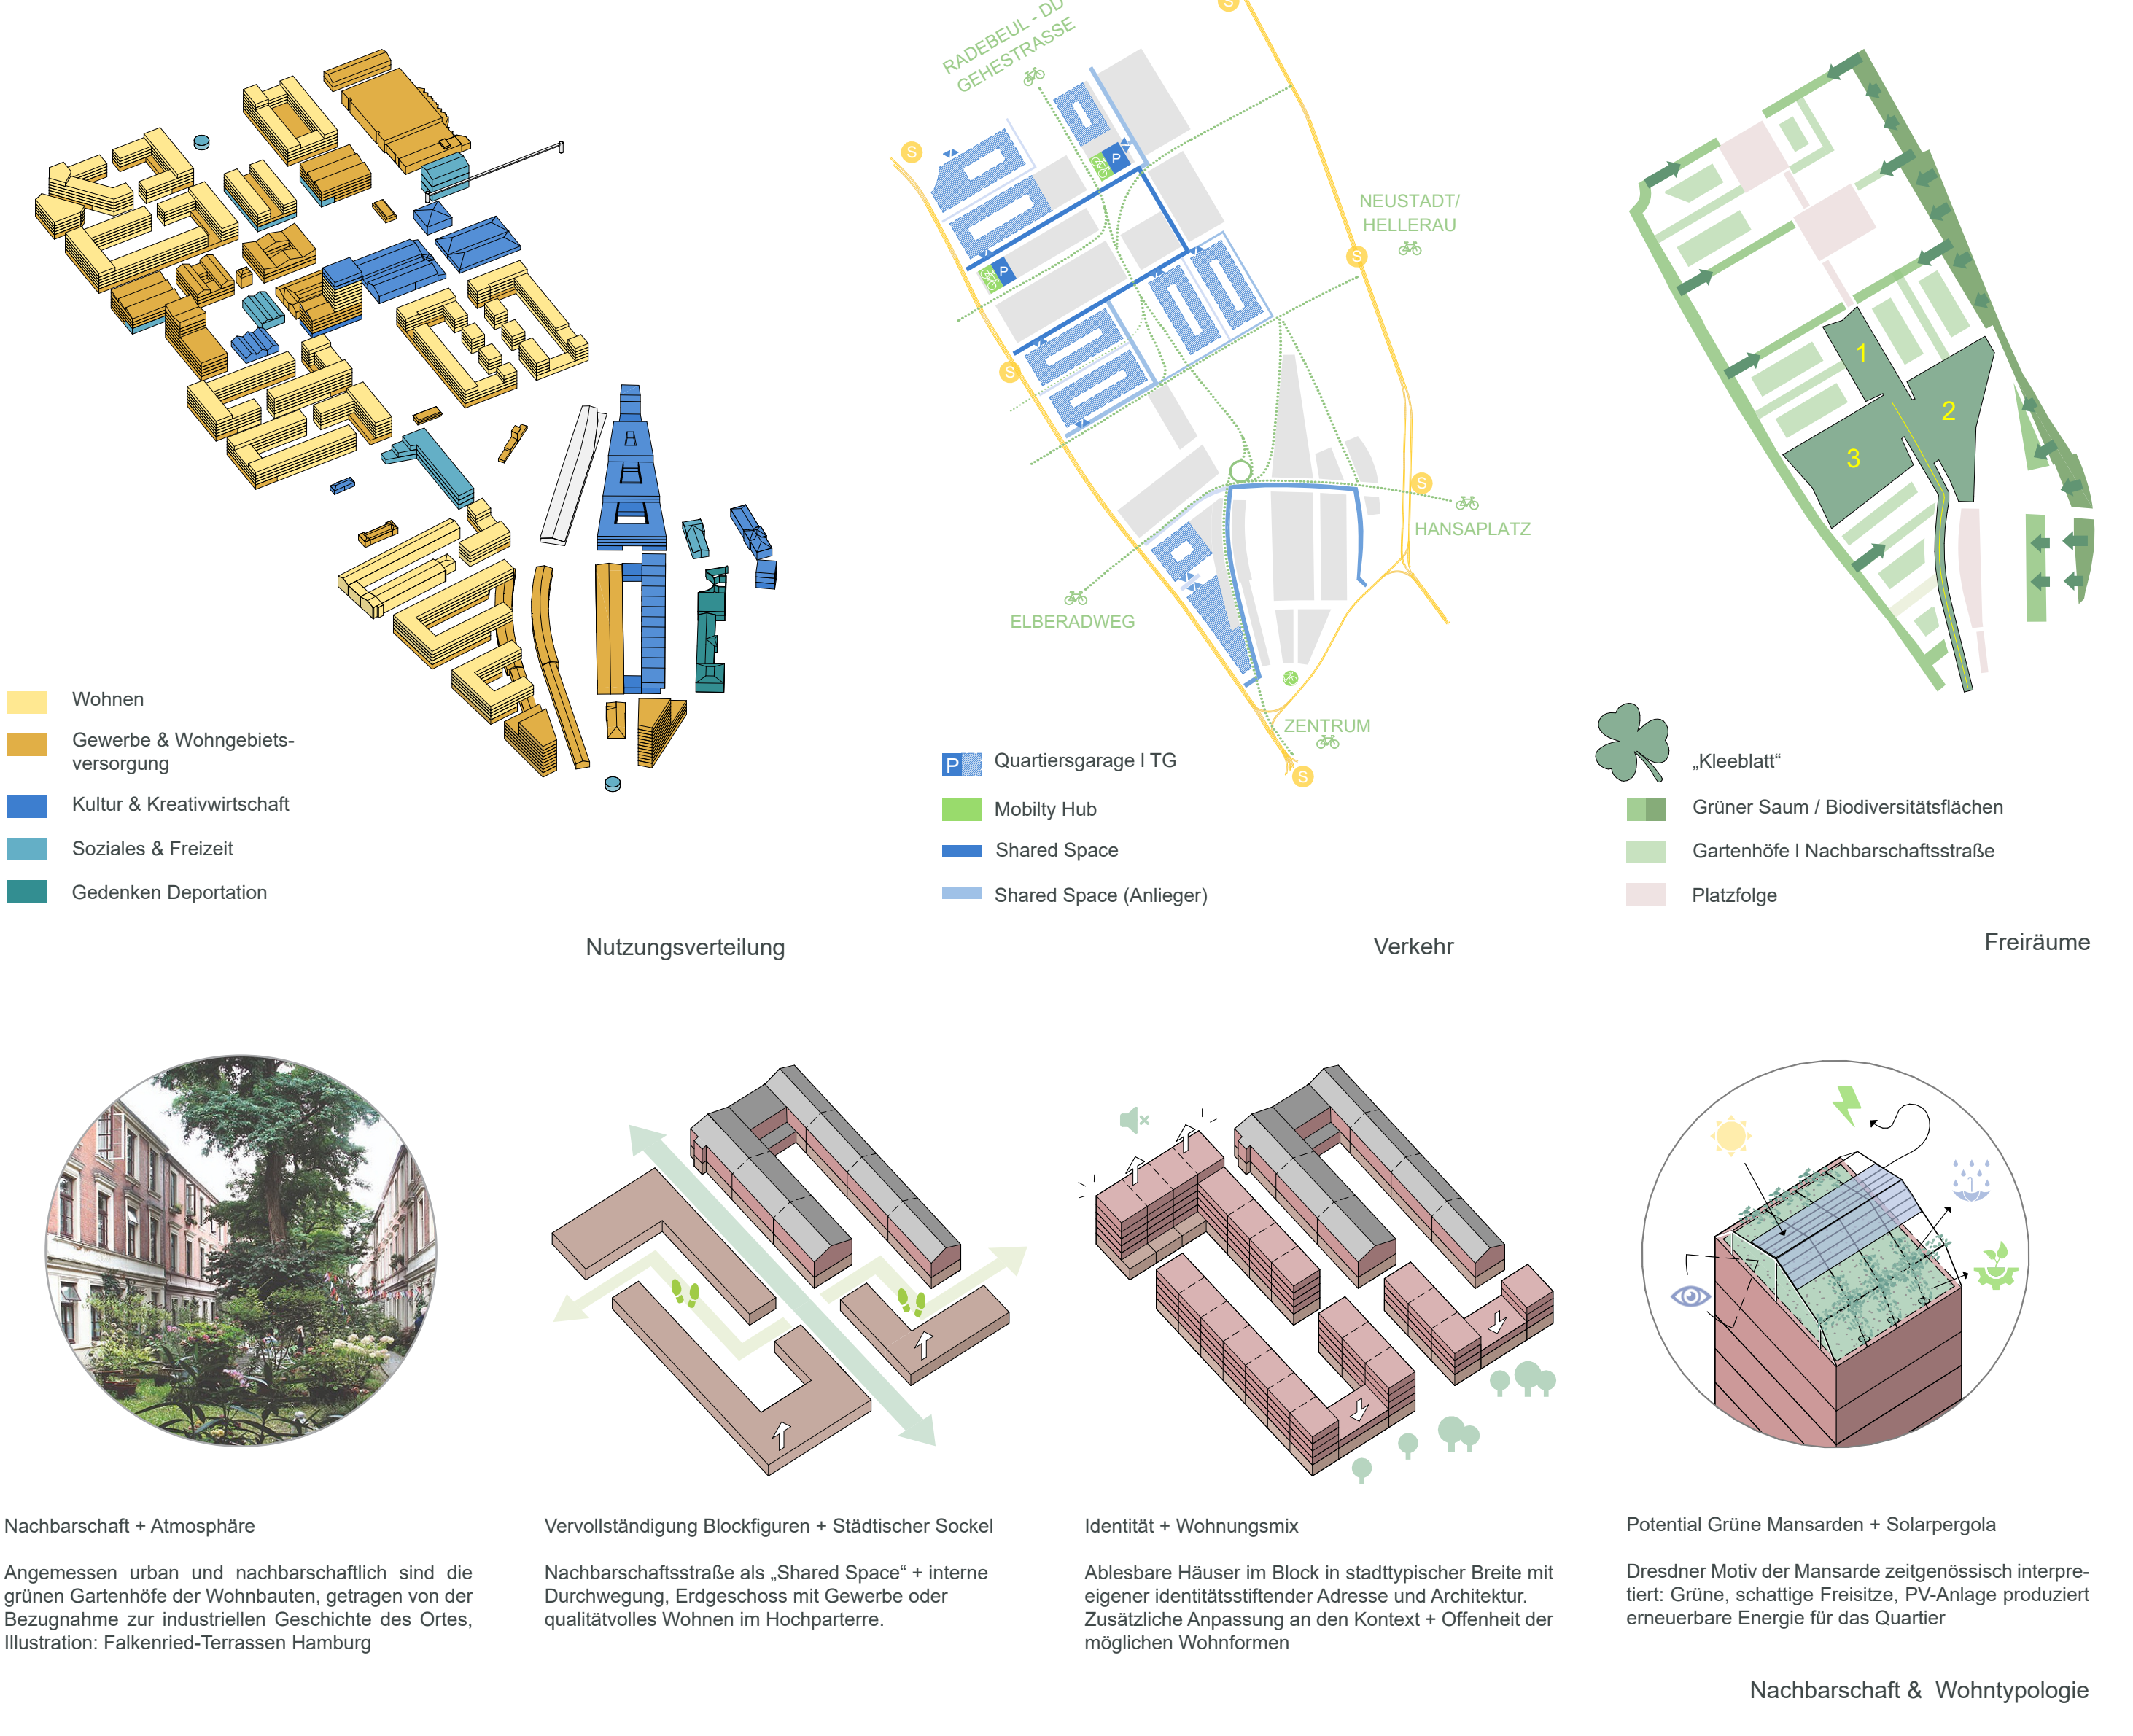 Wohnen
Gewerbe & Wohngebiets-
versorgung
Kultur & Kreativwirtschaft
Soziales & Freizeit
Gedenken Deportation
Nutzungsverteilung
RADEBEUL - DD
GEHESTRASSE
S
S
P
NEUSTADT/
HELLERAU
S
P
S
S
HANSAPLATZ
ELBERADWEG
ZENTRUM
S
P
Quartiersgarage I TG
Mobilty Hub
Shared Space
Shared Space (Anlieger)
Verkehr
1
2
3
„Kleeblatt“
Grüner Saum / Biodiversitätsflächen
Gartenhöfe I Nachbarschaftsstraße
Platzfolge
Freiräume
Nachbarschaft + Atmosphäre
Angemessen urban und nachbarschaftlich sind die
grünen Gartenhöfe der Wohnbauten, getragen von der
Bezugnahme zur industriellen Geschichte des Ortes,
Illustration: Falkenried-Terrassen Hamburg
Vervollständigung Blockfiguren + Städtischer Sockel
Nachbarschaftsstraße als „Shared Space“ + interne
Durchwegung, Erdgeschoss mit Gewerbe oder
qualitätvolles Wohnen im Hochparterre.
Identität + Wohnungsmix
Ablesbare Häuser im Block in stadttypischer Breite mit
eigener identitätsstiftender Adresse und Architektur.
Zusätzliche Anpassung an den Kontext + Offenheit der
möglichen Wohnformen
Potential Grüne Mansarden + Solarpergola
Dresdner Motiv der Mansarde zeitgenössisch interpre-
tiert: Grüne, schattige Freisitze, PV-Anlage produziert
erneuerbare Energie für das Quartier
Nachbarschaft & Wohntypologie